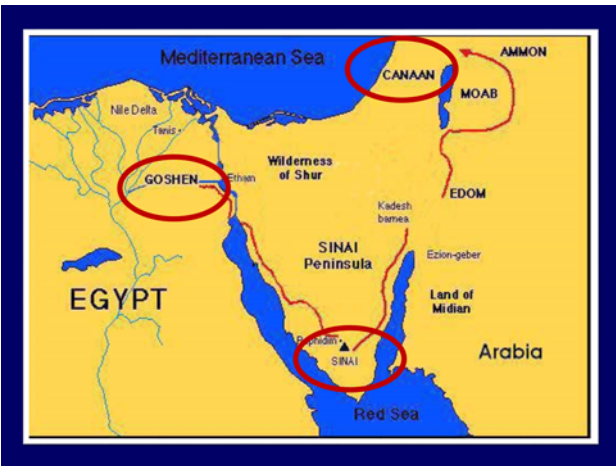 Mediterranean Sea
AMMON
CANAAN
MOAB
Nile Delta
Tanis
Wilderness
of Shur
GOSHEN
Etham
EDOM
Kadesh
barnea
SINAI
Peninsula
Ezion-geber
EGYPT
Land of
Midian
Rephidim
SINAI
Arabia
Red Sea